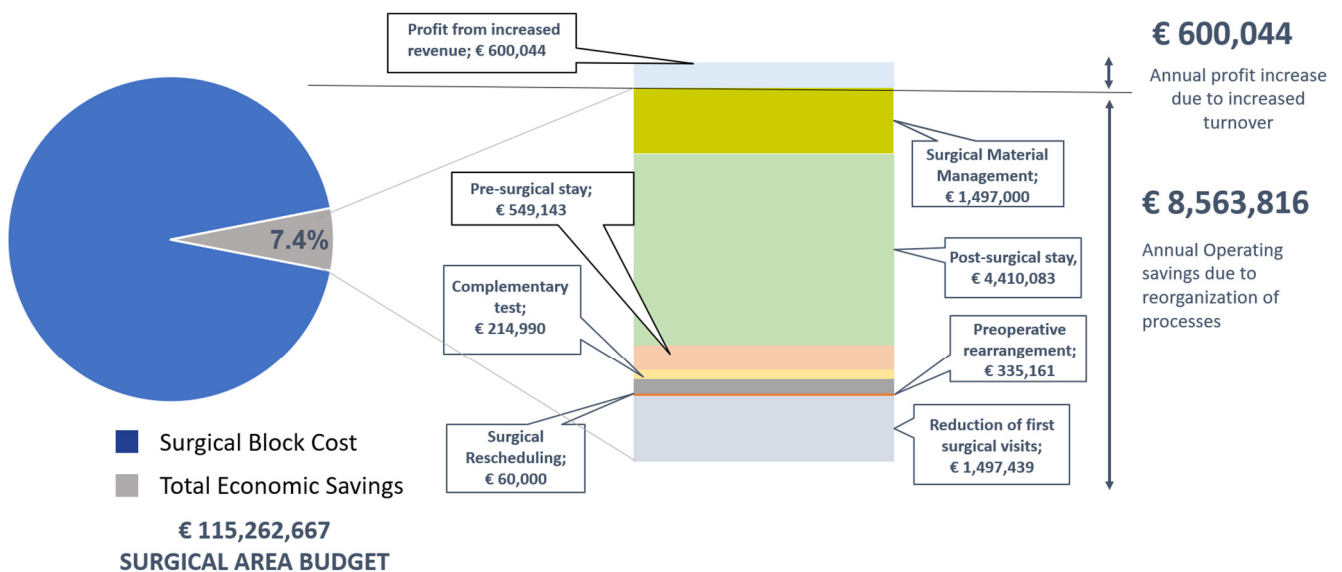 Profit from increased
revenue; € 600,044
€ 600,044
Annual profit increase
due to increased
turnover
Surgical Material
Management;
€ 1,497,000
Pre-surgical stay;
€ 549,143
€ 8,563,816
Annual Operating
savings due to
reorganization of
processes
7.4%
Post-surgical stay,
€ 4,410,083
Complementary
test;
€ 214,990
Preoperative
rearrangement;
€ 335,161
Surgical
Rescheduling;
€ 60,000
Reduction of first
surgical visits;
€ 1,497,439
Surgical Block Cost
Total Economic Savings
€ 115,262,667
SURGICAL AREA BUDGET